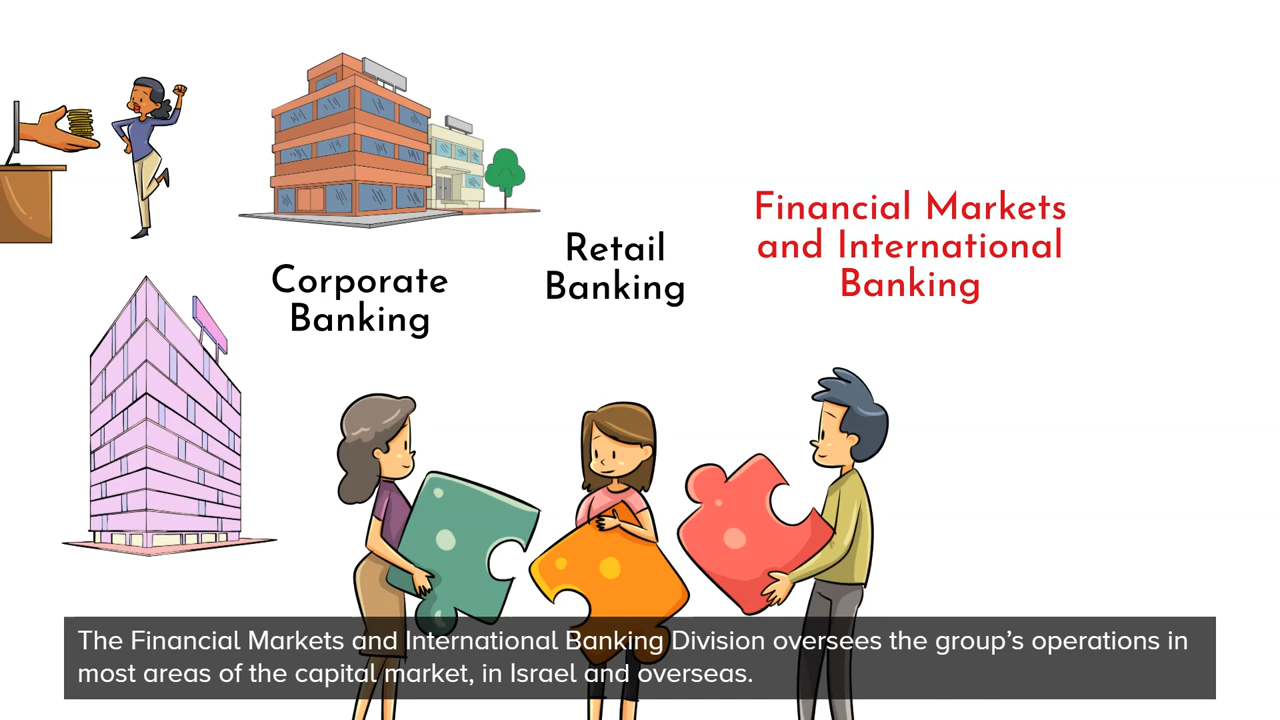 Financial Markets
and International
Banking
Retail
Banking
Corporate
Banking
The Financial Markets and International Banking Division oversees the group’s operations in
most areas of the capital market, in Israel and overseas.